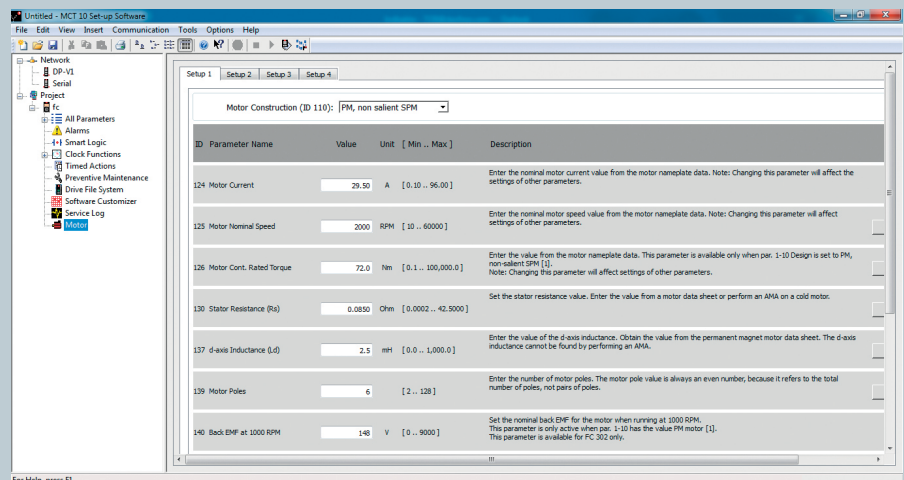 Untitled - MCT 10 Set-up Software
File Edit View Insert Communication Tools Options Help
Network
DP-V1
Serial
Project
fc
All Parameters
Alarms
Smart Logic
Clock Functions
Timed Actions
Preventive Maintenance
Drive File System
Software Customizer
Service Log
Motor
Setup 1 Setup 2 Setup 3 Setup 4
Motor Construction (ID 110): PM, non salient SPM
ID Parameter Name Value Unit [ Min .. Max ] Description
124 Motor Current 29.50 A [ 0.10 .. 96.00 ] Enter the nominal motor current value from the motor nameplate data. Note: Changing this parameter will affect the
settings of other parameters.
125 Motor Nominal Speed 2000 RPM [ 10 .. 60000 ] Enter the nominal motor speed value from the motor nameplate data. Note: Changing this parameter will affect
settings of other parameters.
126 Motor Cont. Rated Torque 72.0 Nm [ 0.1 .. 100,000.0 ] Enter the value from the motor nameplate data. This parameter is available only when par. 1-10 Design is set to PM,
non-salient SPM [1].
Note: Changing this parameter will affect settings of other parameters.
130 Stator Resistance (Rs) 0.0850 Ohm [ 0.0002 .. 42.5000 ] Set the stator resistance value. Enter the value from a motor data sheet or perform an AMA on a cold motor.
137 d-axis Inductance (Ld) 2.5 mH [ 0.0 .. 1,000.0 ] Enter the value of the d-axis inductance. Obtain the value from the permanent magnet motor data sheet. The d-axis
inductance cannot be found by performing an AMA.
139 Motor Poles 6 [ 2 .. 128 ] Enter the number of motor poles. The motor pole value is always an even number, because it refers to the total
number of poles, not pairs of poles.
140 Back EMF at 1000 RPM 148 V [ 0 .. 9000 ] Set the nominal back EMF for the motor when running at 1000 RPM.
This parameter is only active when par. 1-10 has the value PM motor [1].
This parameter is available for FC 302 only.
For Help, press F1